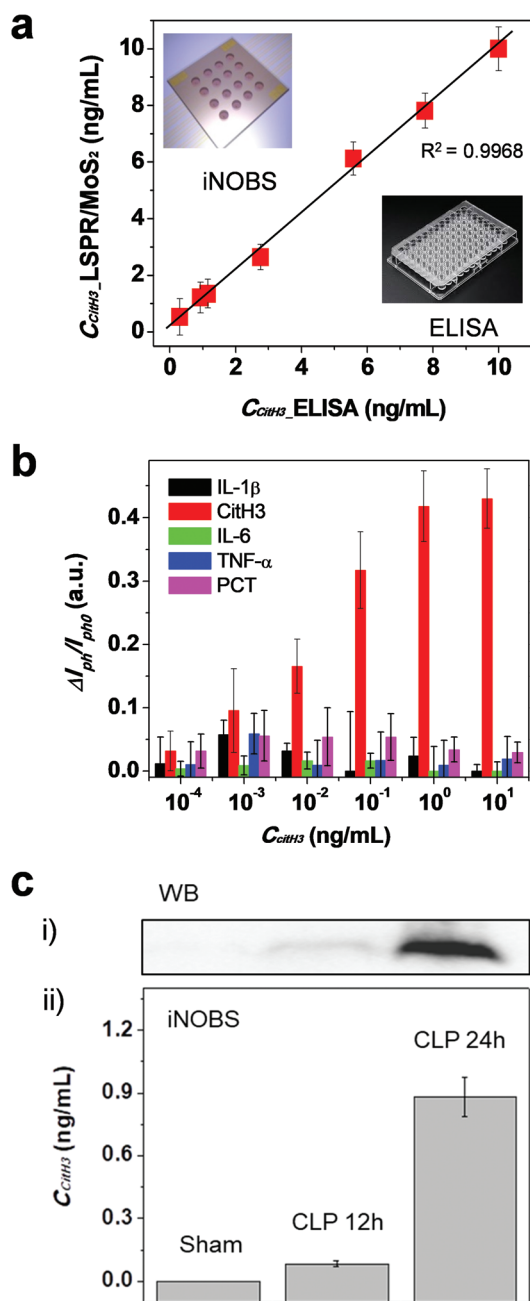 a
C_CitH3_LSPR/MoS₂ (ng/mL)
10
8
6
4
2
0
iNOBS
R² = 0.9968
ELISA
0 2 4 6 8 10
C_CitH3_ELISA (ng/mL)
b
ΔI_ph/I_ph0 (a.u.)
0.4
0.3
0.2
0.1
0.0
IL-1β
CitH3
IL-6
TNF-α
PCT
10⁻⁴ 10⁻³ 10⁻² 10⁻¹ 10⁰ 10¹
C_citH3 (ng/mL)
c
WB
i)
ii)
iNOBS
C_CitH3 (ng/mL)
1.2
0.9
0.6
0.3
0.0
CLP 24h
CLP 12h
Sham